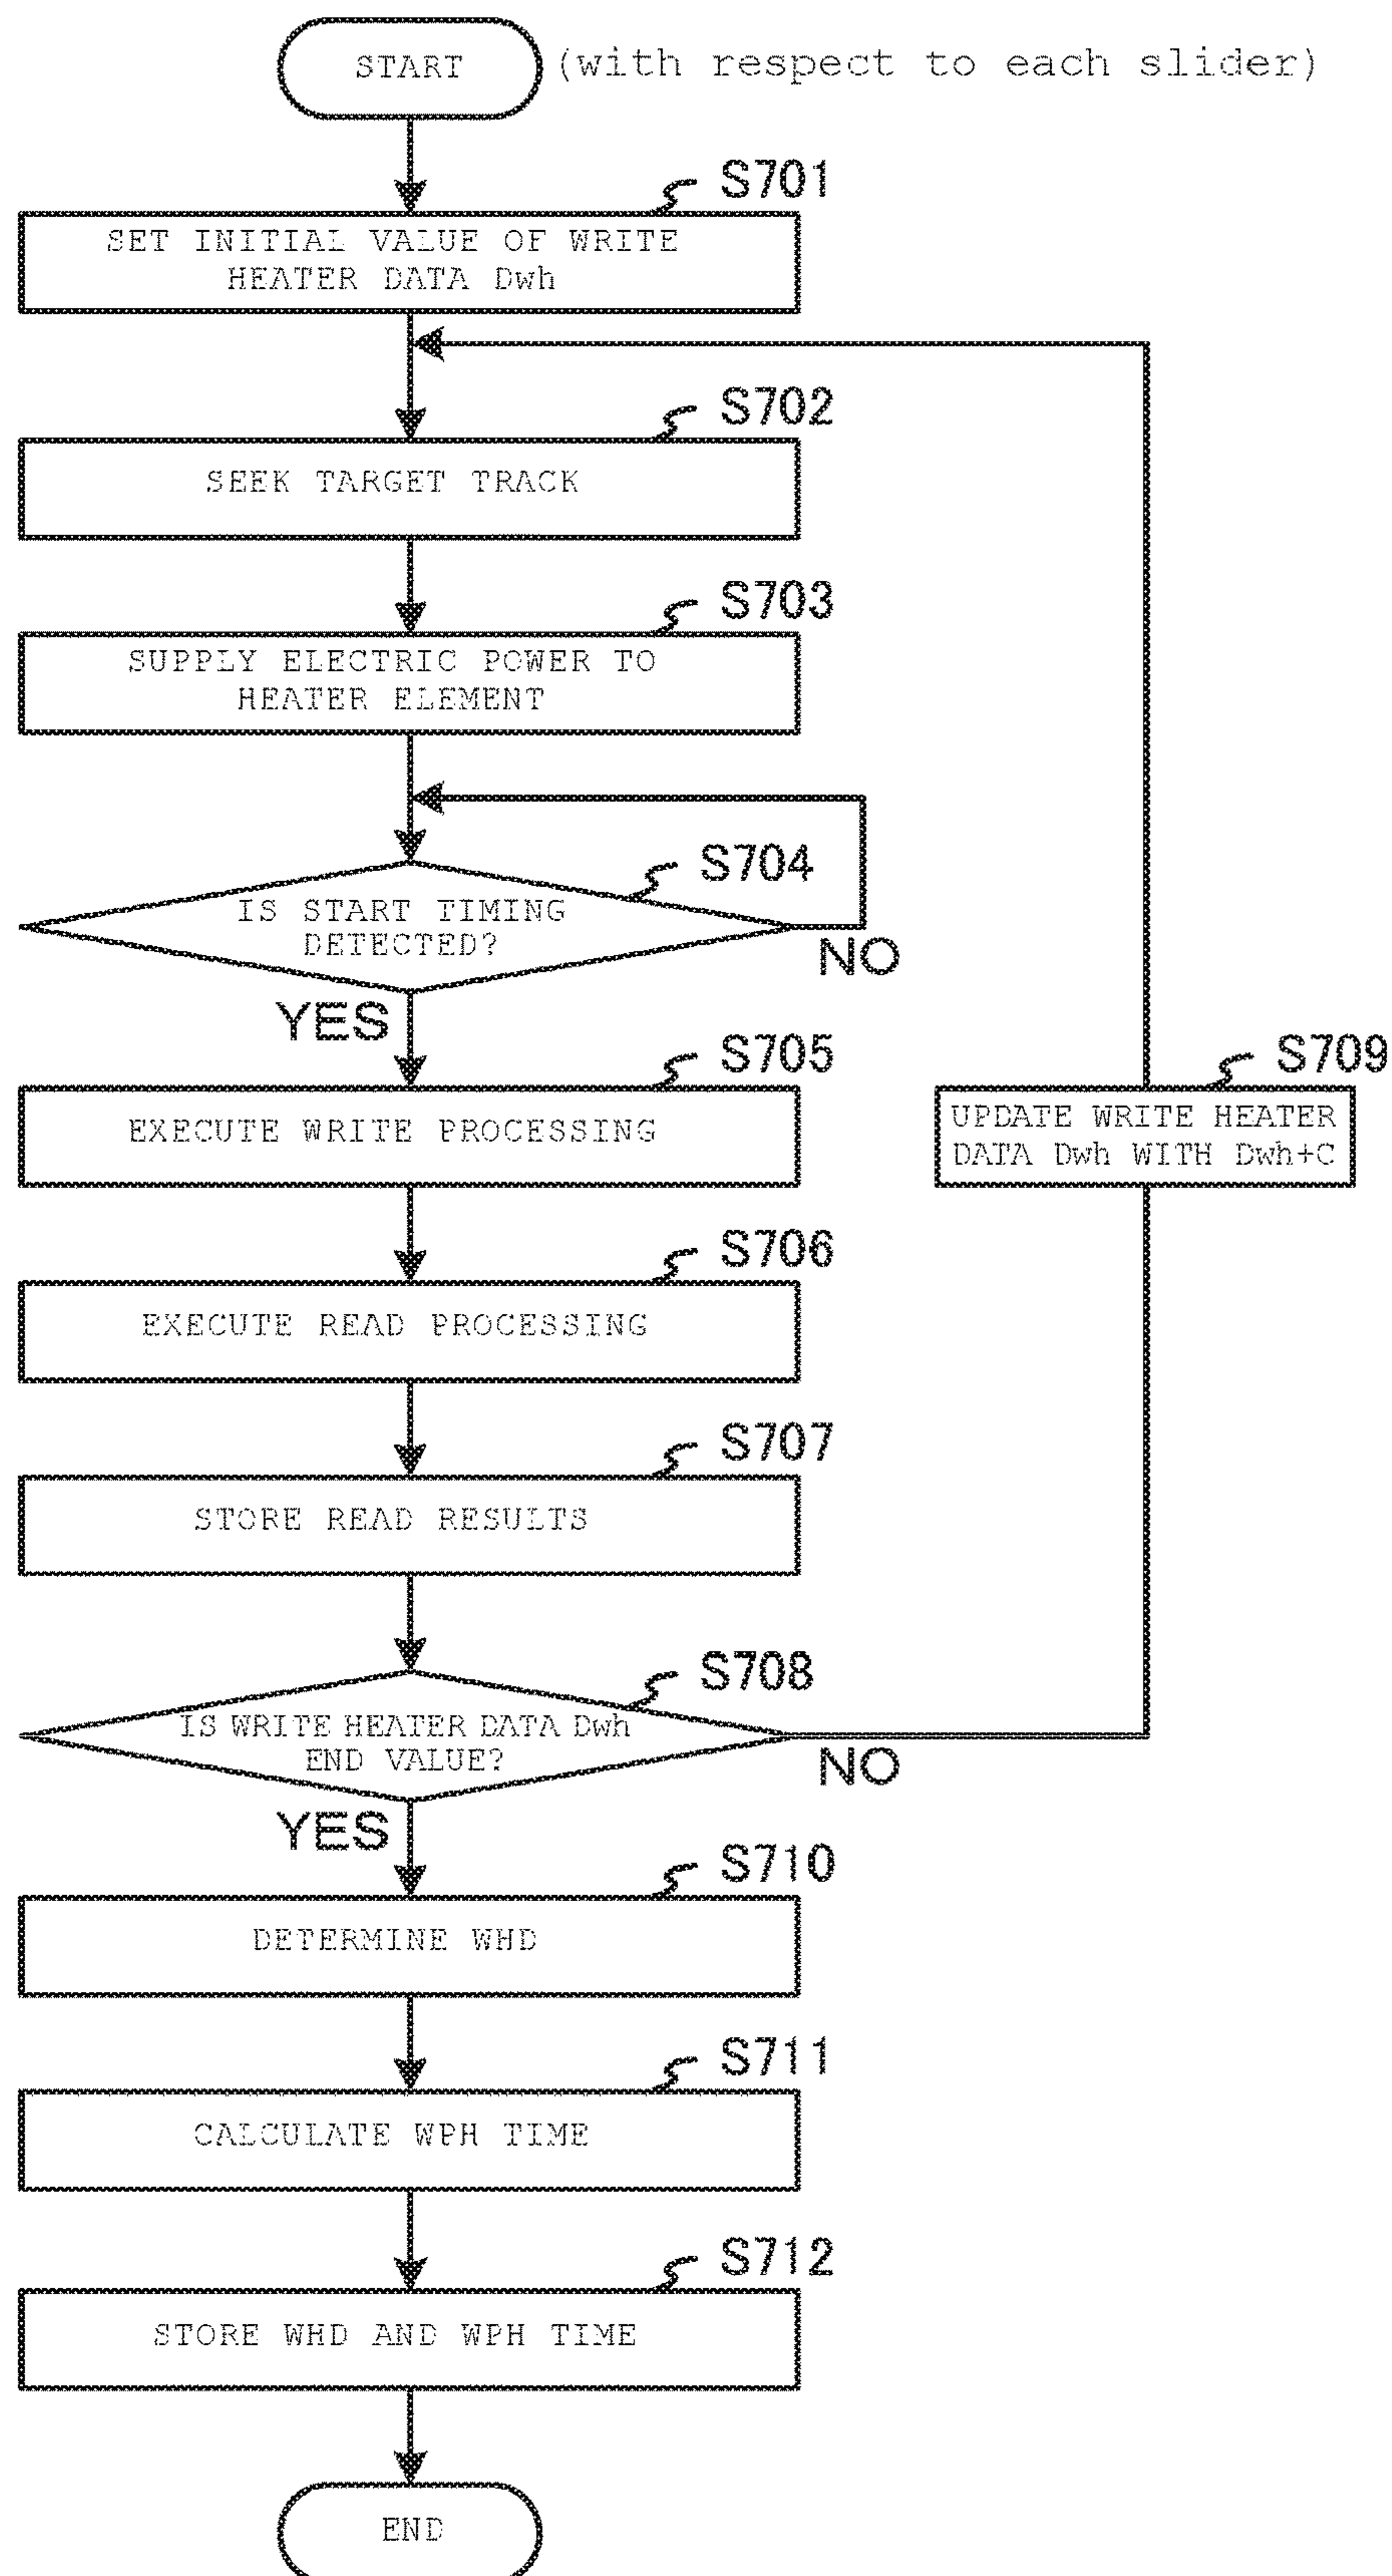 START (with respect to each slider)
S701
SET INITIAL VALUE OF WRITE
HEATER DATA Dwh
S702
SEEK TARGET TRACK
S703
SUPPLY ELECTRIC POWER TO
HEATER ELEMENT
S704
IS START TIMING
DETECTED?
NO
YES
S705
EXECUTE WRITE PROCESSING
S709
UPDATE WRITE HEATER
DATA Dwh WITH Dwh+C
S706
EXECUTE READ PROCESSING
S707
STORE READ RESULTS
S708
IS WRITE HEATER DATA Dwh
END VALUE?
NO
YES
S710
DETERMINE WHD
S711
CALCULATE WPH TIME
S712
STORE WHD AND WPH TIME
END